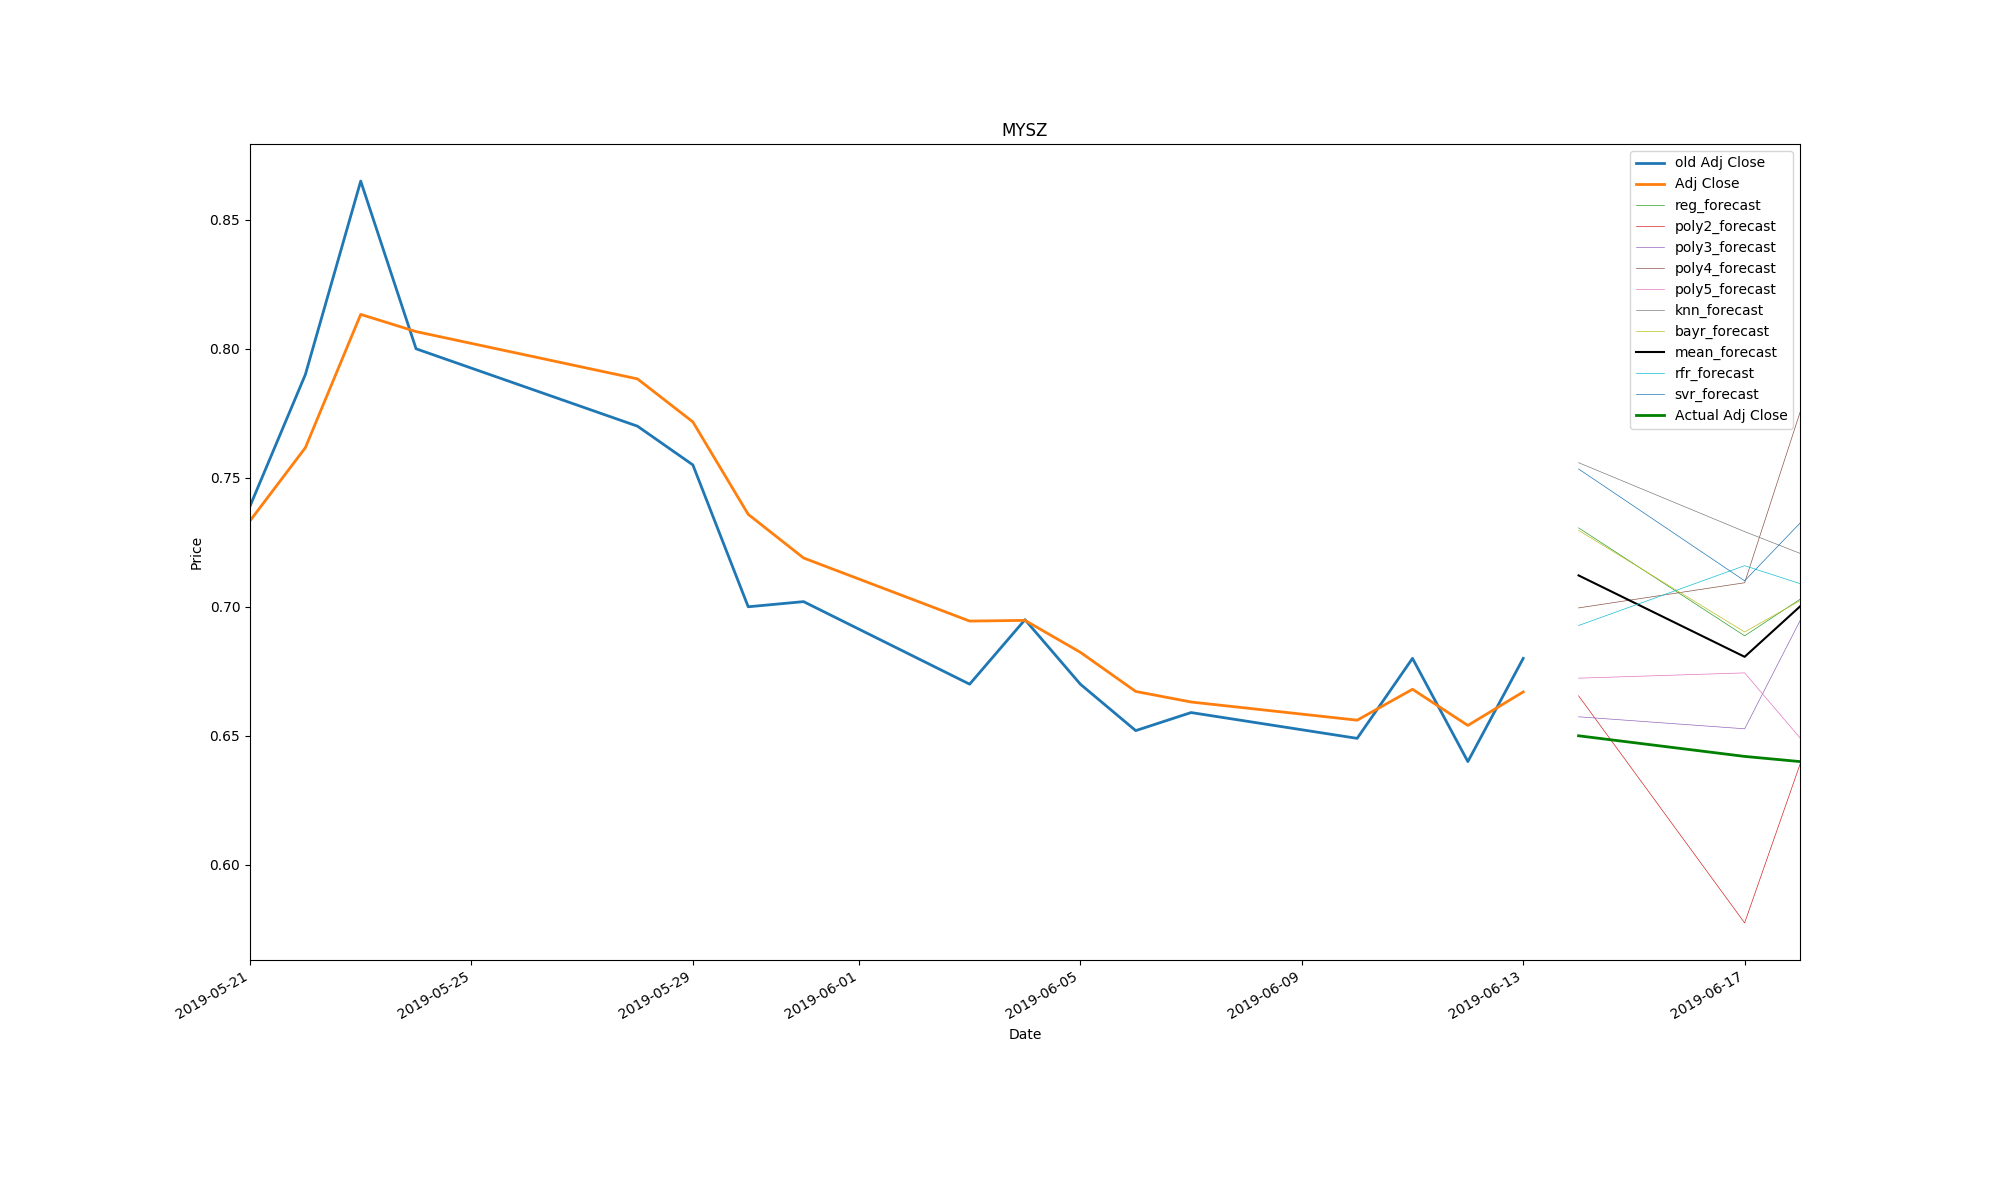 MYSZ
old Adj Close
Adj Close
reg_forecast
poly2_forecast
poly3_forecast
poly4_forecast
poly5_forecast
knn_forecast
bayr_forecast
mean_forecast
rfr_forecast
svr_forecast
Actual Adj Close
0.85
0.80
0.75
0.70
0.65
0.60
Price
2019-05-21
2019-05-25
2019-05-29
2019-06-01
2019-06-05
2019-06-09
2019-06-13
2019-06-17
Date